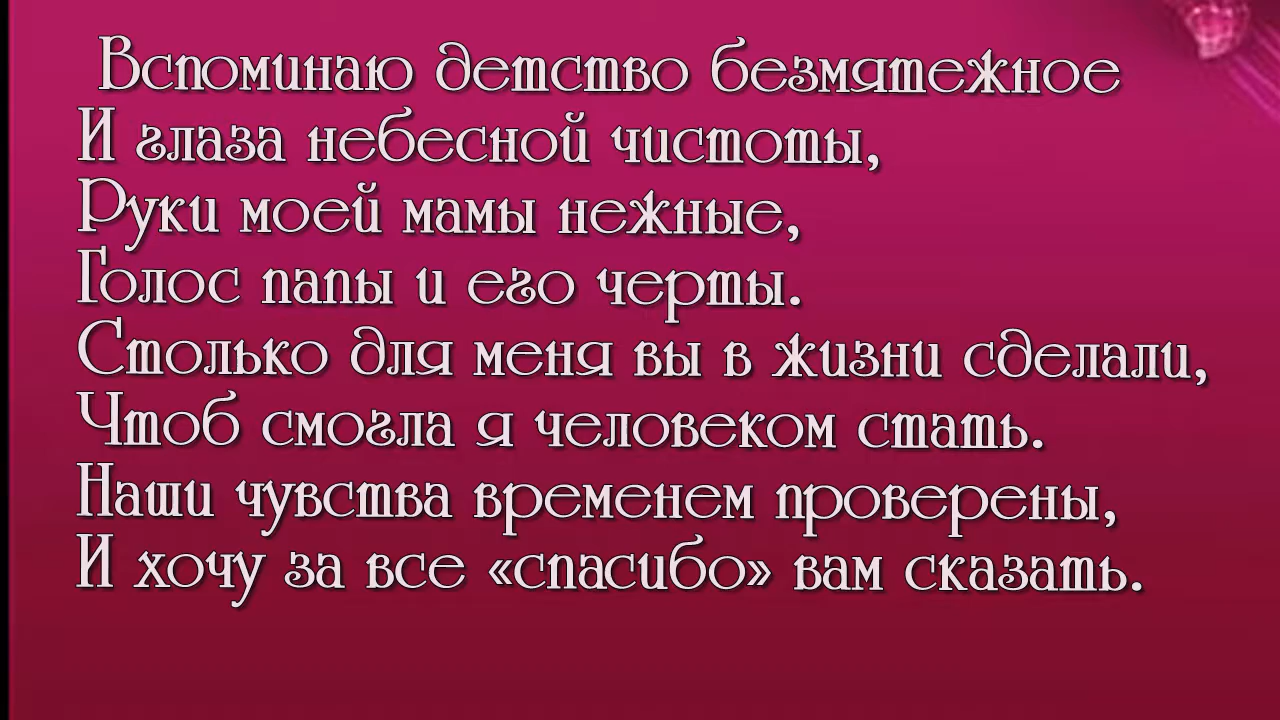 Вспоминаю детство безмятежное
И глаза небесной чистоты,
Руки моей мамы нежные,
Голос папы и его черты.
Столько для меня вы в жизни сделали,
Чтоб смогла я человеком стать.
Наши чувства временем проверены,
И хочу за все «спасибо» вам сказать.